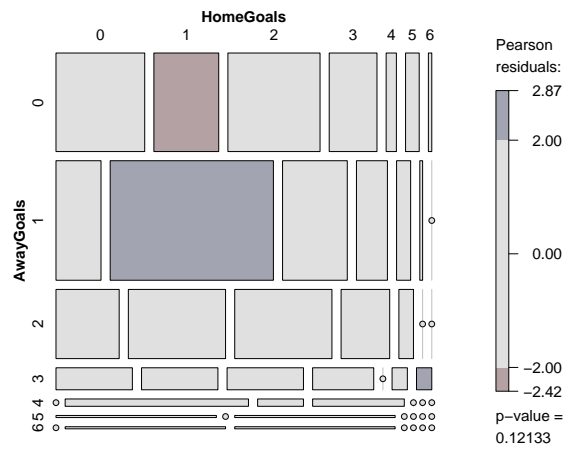 HomeGoals
0 1 2 3 4 5 6
AwayGoals
0
1
2
3
4
5
6
Pearson
residuals:
2.87
2.00
0.00
−2.00
−2.42
p−value =
0.12133